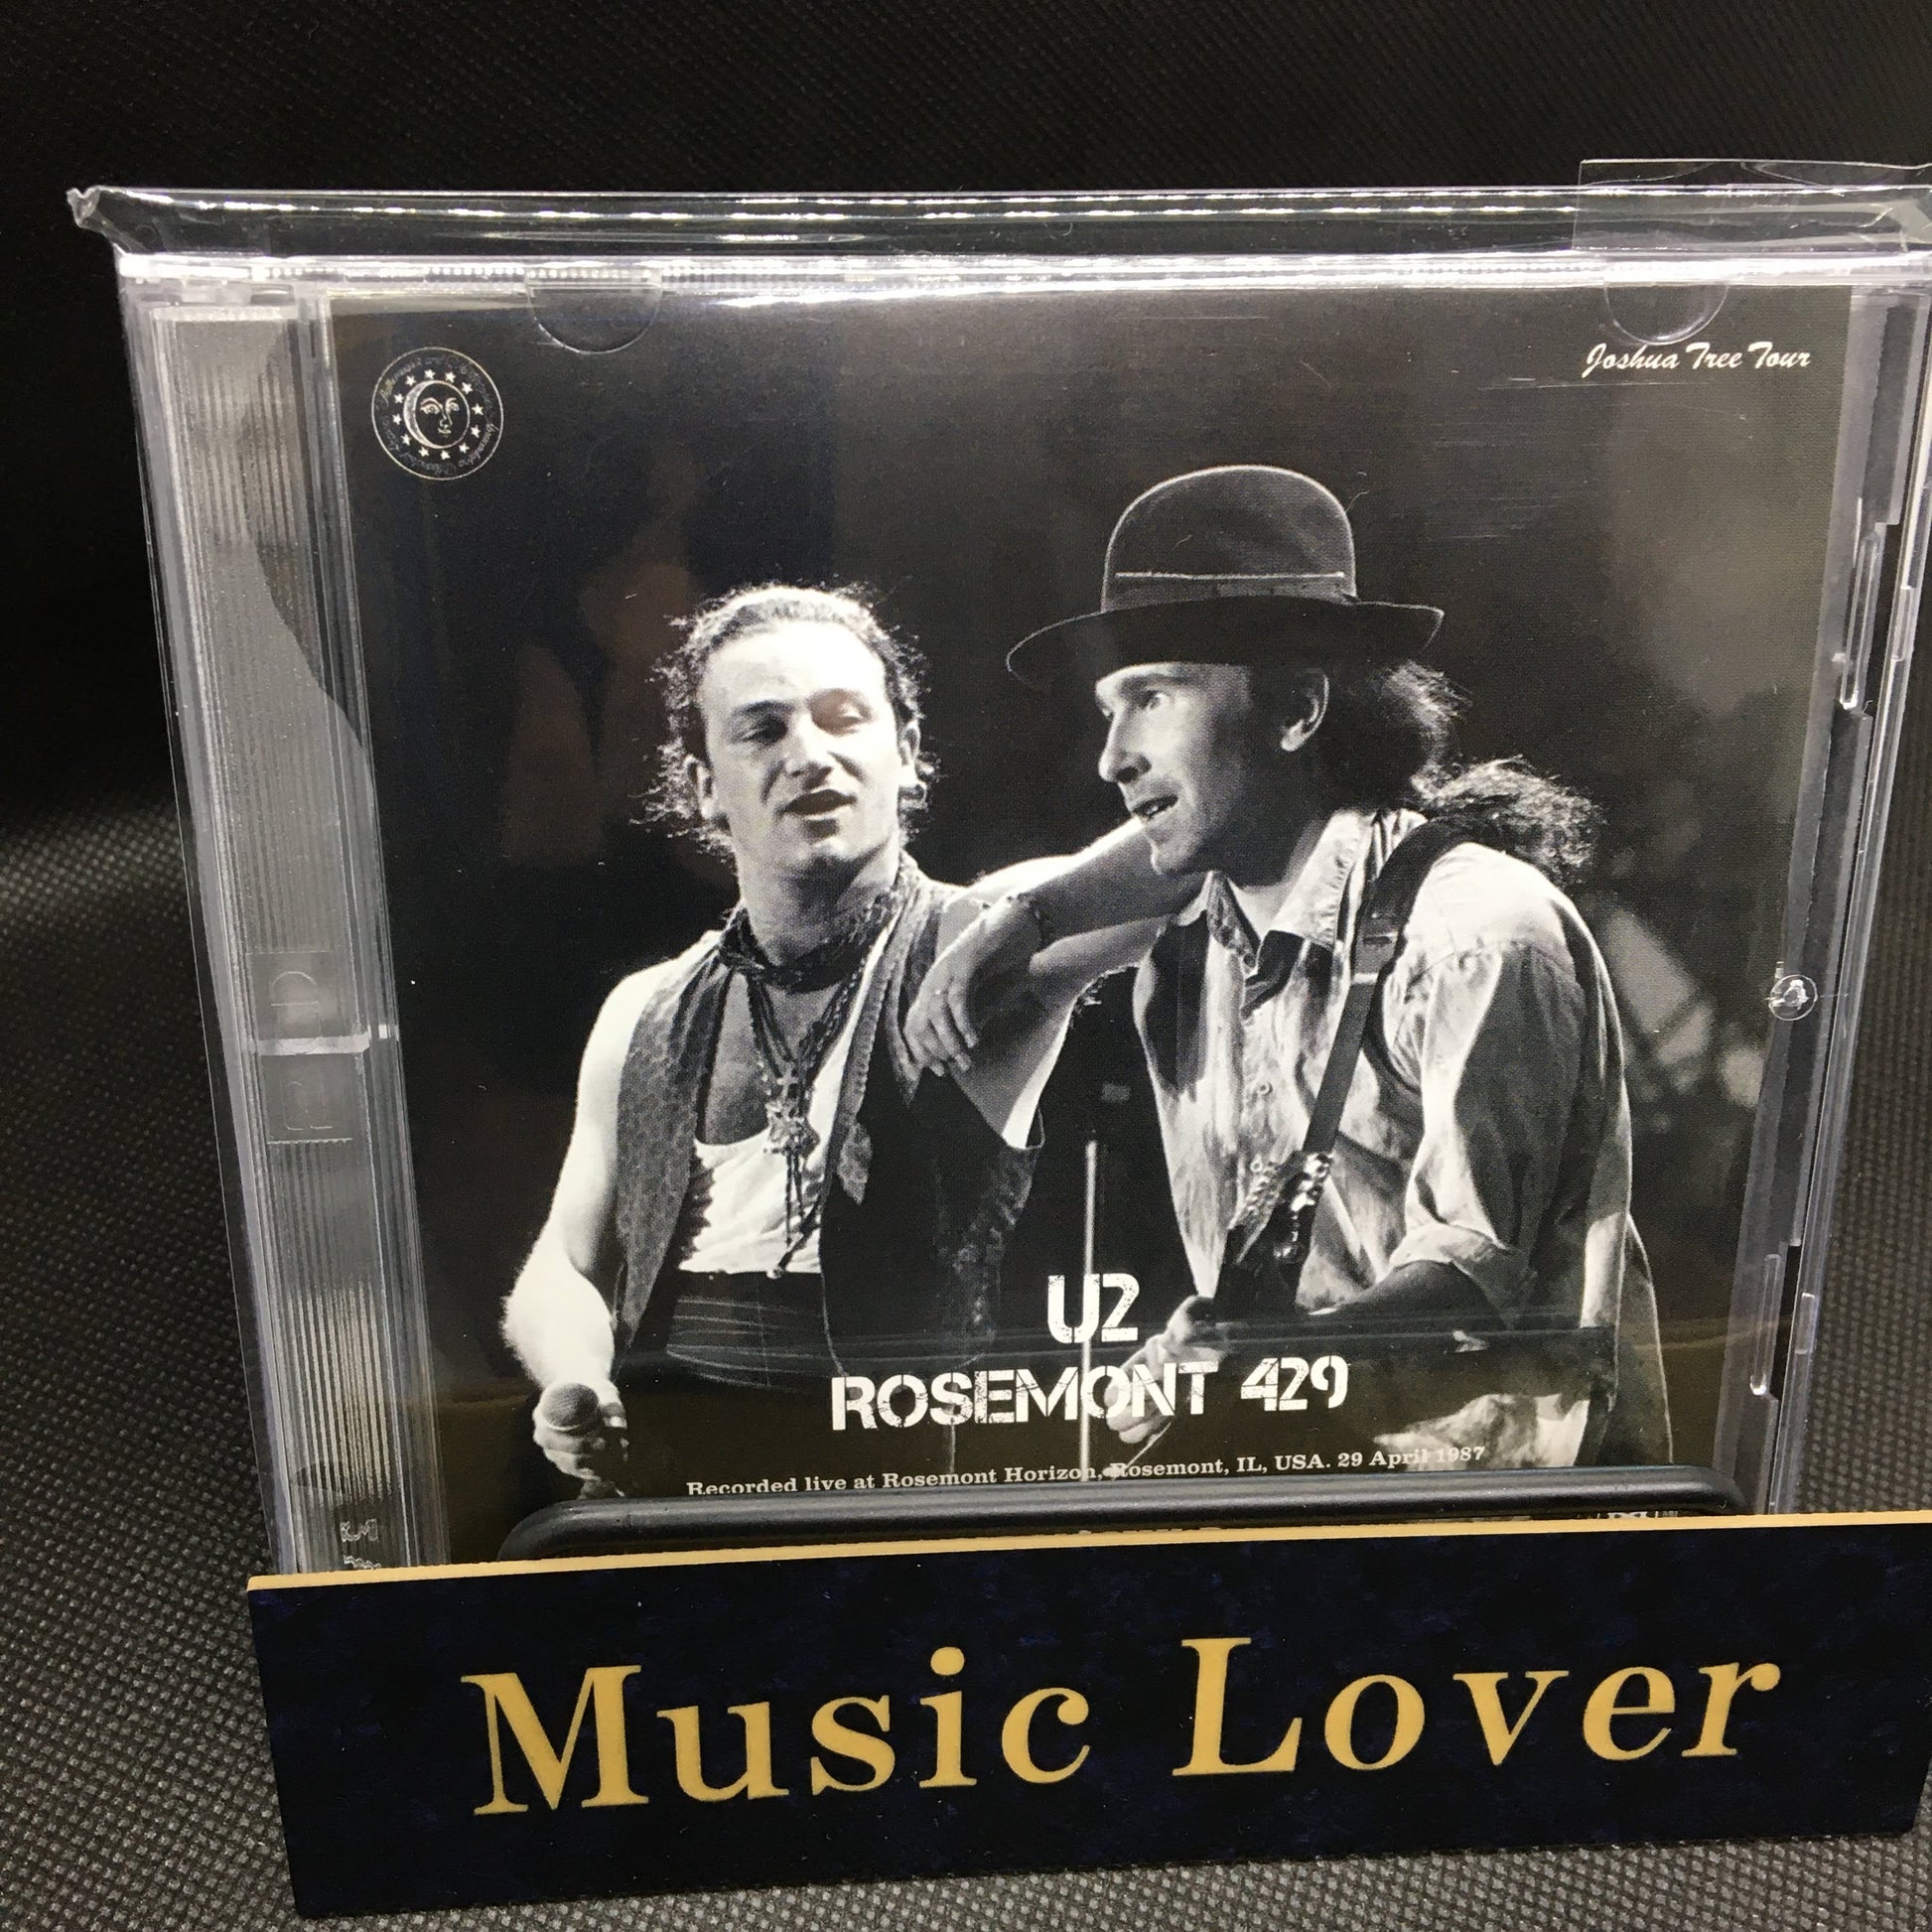 Joshua Tree Tour
U2
ROSEMONT 429
Recorded live at Rosemont Horizon, Rosemont, IL, USA. 29 April 1987
Music Lover